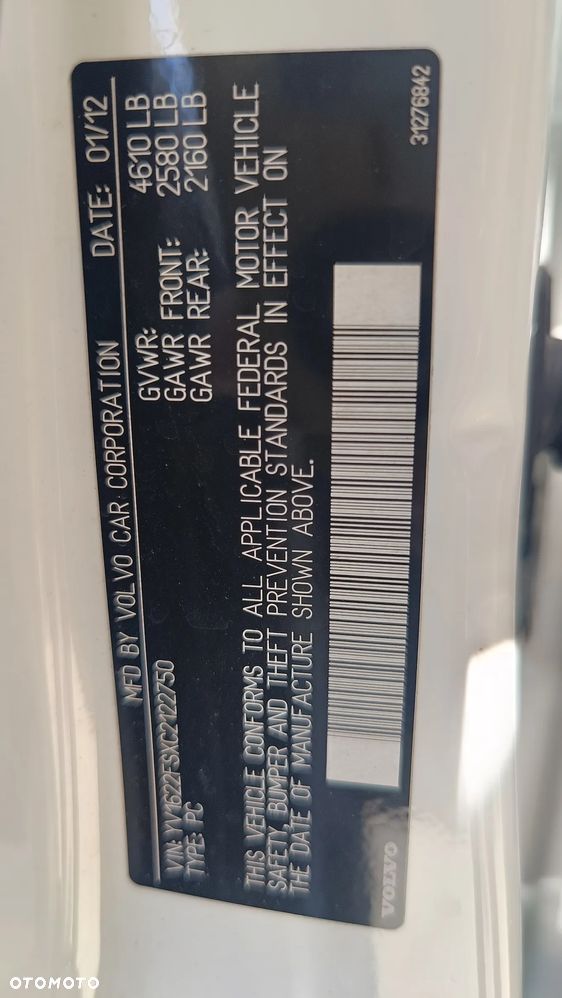 MFD BY VOLVO CAR CORPORATION DATE: 01/12
VIN: YV1622FSXC2122750
TYPE: PC
GVWR: 4610 LB
GAWR FRONT: 2580 LB
GAWR REAR: 2160 LB
THIS VEHICLE CONFORMS TO ALL APPLICABLE FEDERAL MOTOR VEHICLE
SAFETY, BUMPER AND THEFT PREVENTION STANDARDS IN EFFECT ON
THE DATE OF MANUFACTURE SHOWN ABOVE.
VOLVO
31276842
OTOMOTO